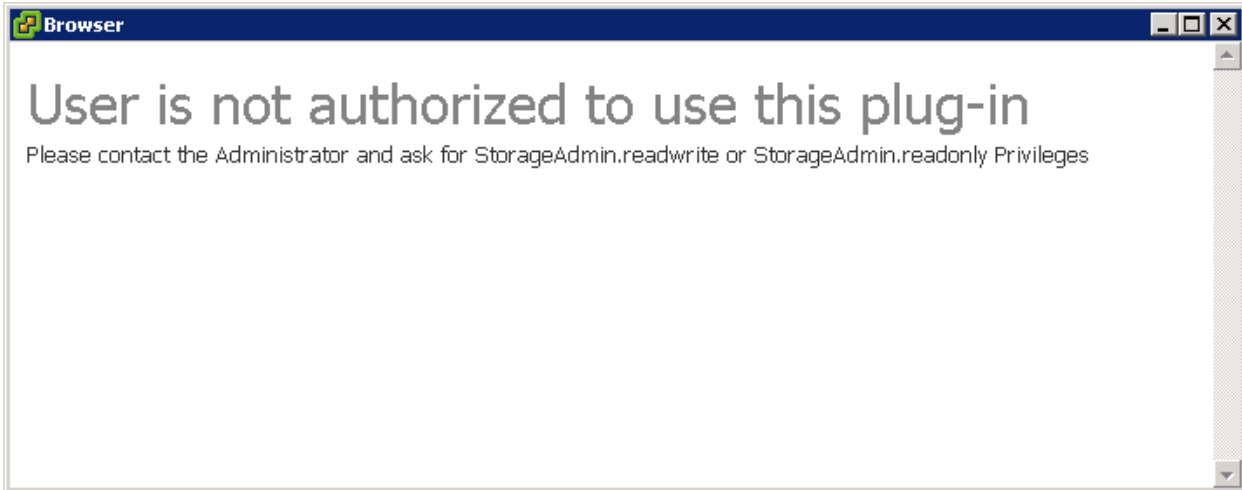 Browser
User is not authorized to use this plug-in
Please contact the Administrator and ask for StorageAdmin.readwrite or StorageAdmin.readonly Privileges